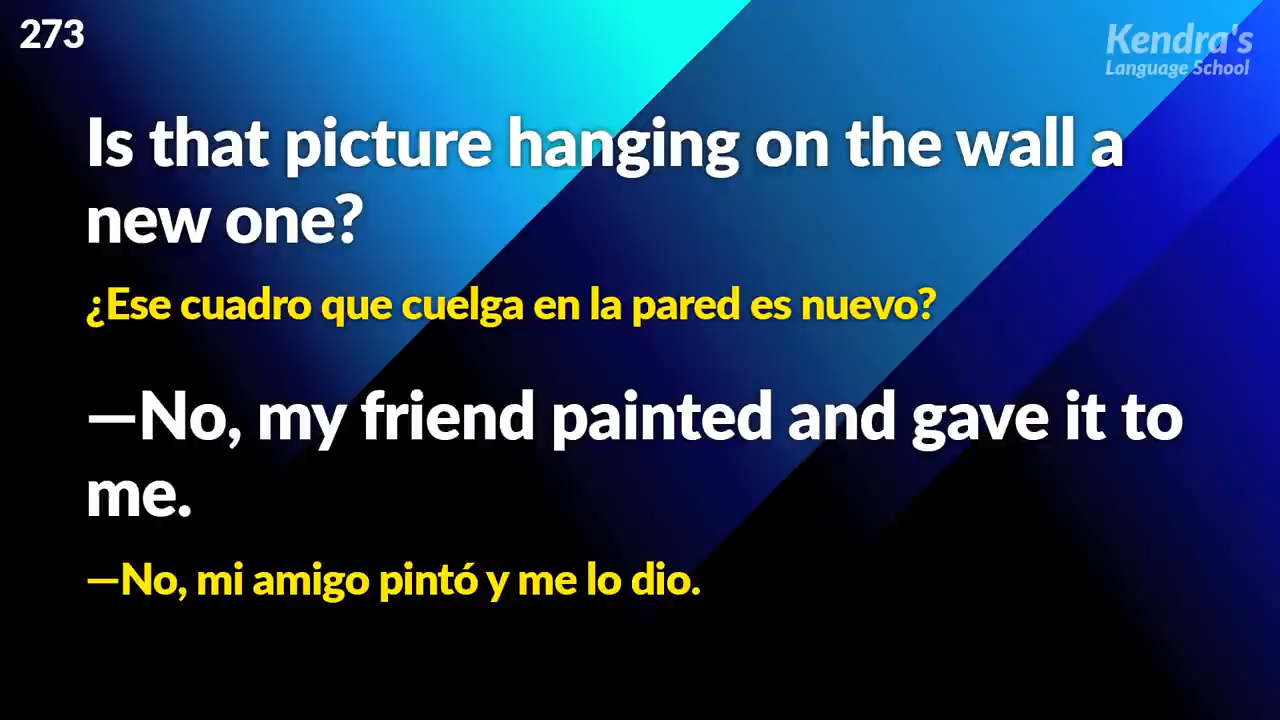 273
Kendra's
Language School
Is that picture hanging on the wall a
new one?
¿Ese cuadro que cuelga en la pared es nuevo?
—No, my friend painted and gave it to
me.
—No, mi amigo pintó y me lo dio.